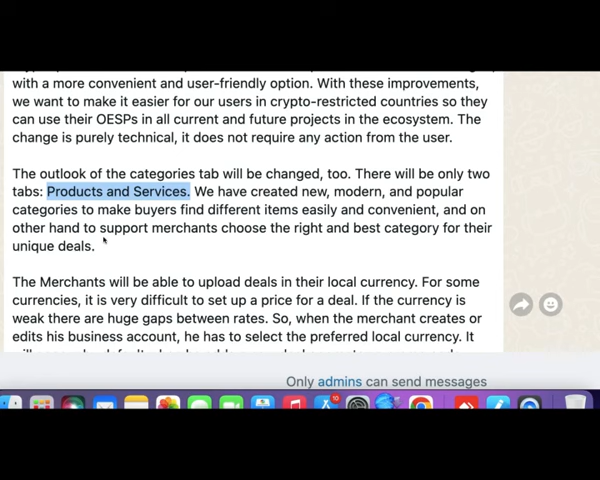 with a more convenient and user-friendly option. With these improvements,
we want to make it easier for our users in crypto-restricted countries so they
can use their OESPs in all current and future projects in the ecosystem. The
change is purely technical, it does not require any action from the user.
The outlook of the categories tab will be changed, too. There will be only two
tabs: Products and Services. We have created new, modern, and popular
categories to make buyers find different items easily and convenient, and on
other hand to support merchants choose the right and best category for their
unique deals.
The Merchants will be able to upload deals in their local currency. For some
currencies, it is very difficult to set up a price for a deal. If the currency is
weak there are huge gaps between rates. So, when the merchant creates or
edits his business account, he has to select the preferred local currency. It
Only admins can send messages
10